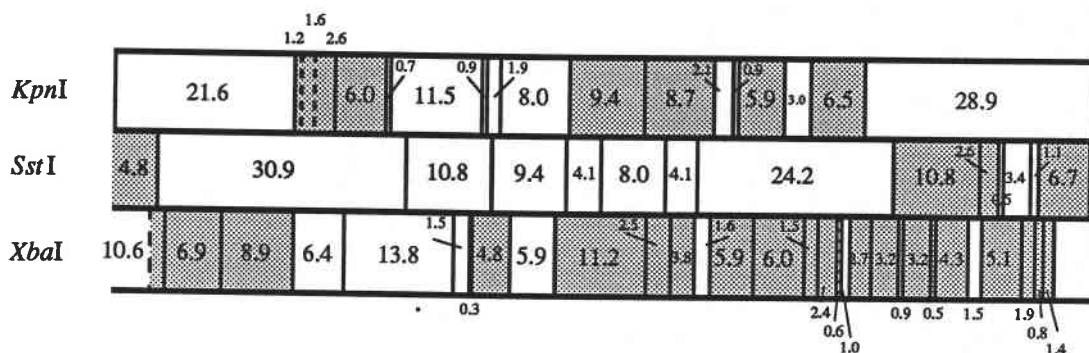 1.6
1.2 2.6
KpnI 21.6 6.0 0.7 11.5 0.9 1.9 8.0 9.4 8.7 0.9 5.9 3.0 6.5 28.9
SstI 4.8 30.9 10.8 9.4 4.1 8.0 4.1 24.2 10.8 2.6 3.4 1.1 6.7
XbaI 10.6 6.9 8.9 6.4 13.8 1.5 4.8 5.9 11.2 2.5 3.8 1.6 5.9 6.0 3.2 3.2 4.3 5.1
0.3 2.4 0.6 1.0 0.9 0.5 1.5 1.9 0.8 1.4